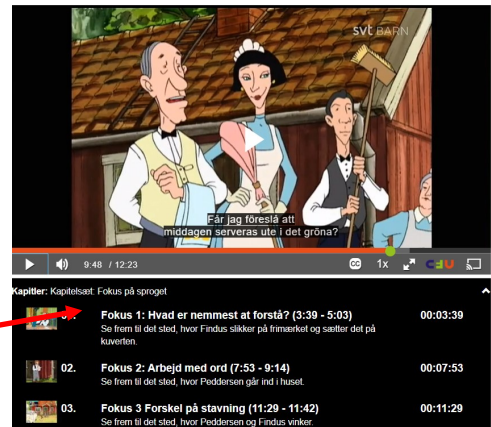 svt BARN
Får jag föreslå att
middagen serveras ute i det gröna?
9:48 / 12:23
CC
1x
CFU
Kapitler: Kapitelsæt: Fokus på sproget
Fokus 1: Hvad er nemmest at forstå? (3:39 - 5:03) 00:03:39
Se frem til det sted, hvor Findus slikker på frimærket og sætter det på
kuverten.
02. Fokus 2: Arbejd med ord (7:53 - 9:14) 00:07:53
Se frem til det sted, hvor Peddersen går ind i huset.
03. Fokus 3 Forskel på stavning (11:29 - 11:42) 00:11:29
Se frem til det sted, hvor Peddersen og Findus vinker.